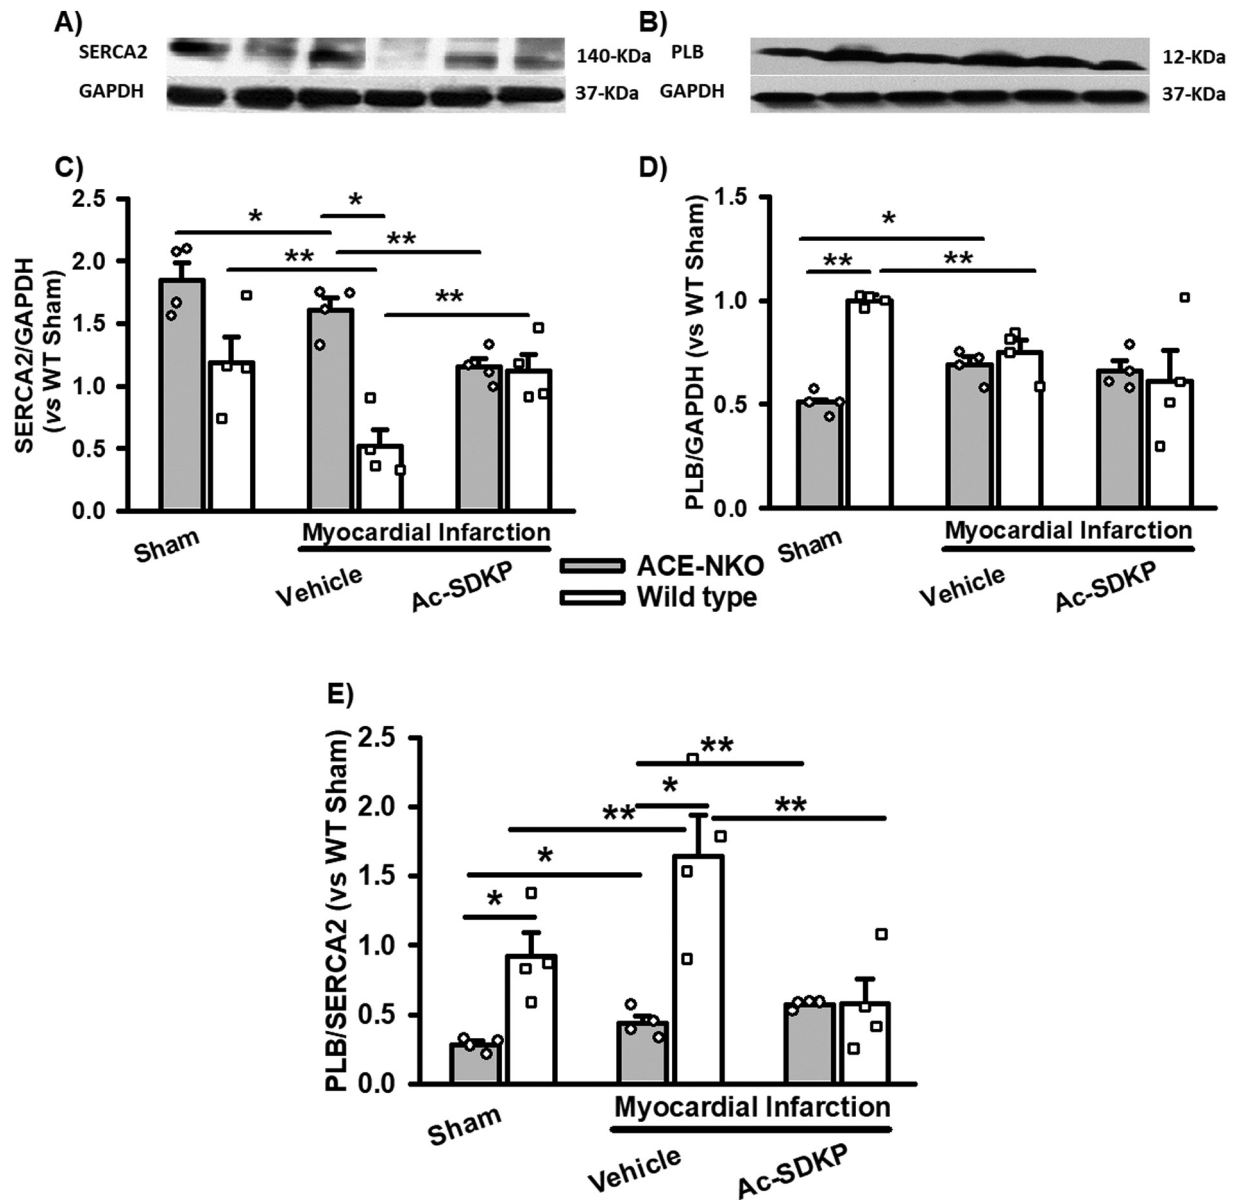 A)
SERCA2
140-KDa
GAPDH
37-KDa
B)
PLB
12-KDa
GAPDH
37-KDa
C)
SERCA2/GAPDH
(vs WT Sham)
2.5
2.0
1.5
1.0
0.5
0.0
*
*
**
**
**
Sham
Myocardial Infarction
Vehicle
Ac-SDKP
D)
PLB/GAPDH (vs WT Sham)
1.5
1.0
0.5
0.0
*
**
**
Sham
Myocardial Infarction
Vehicle
Ac-SDKP
ACE-NKO
Wild type
E)
PLB/SERCA2 (vs WT Sham)
2.5
2.0
1.5
1.0
0.5
0.0
**
*
**
**
*
*
Sham
Myocardial Infarction
Vehicle
Ac-SDKP